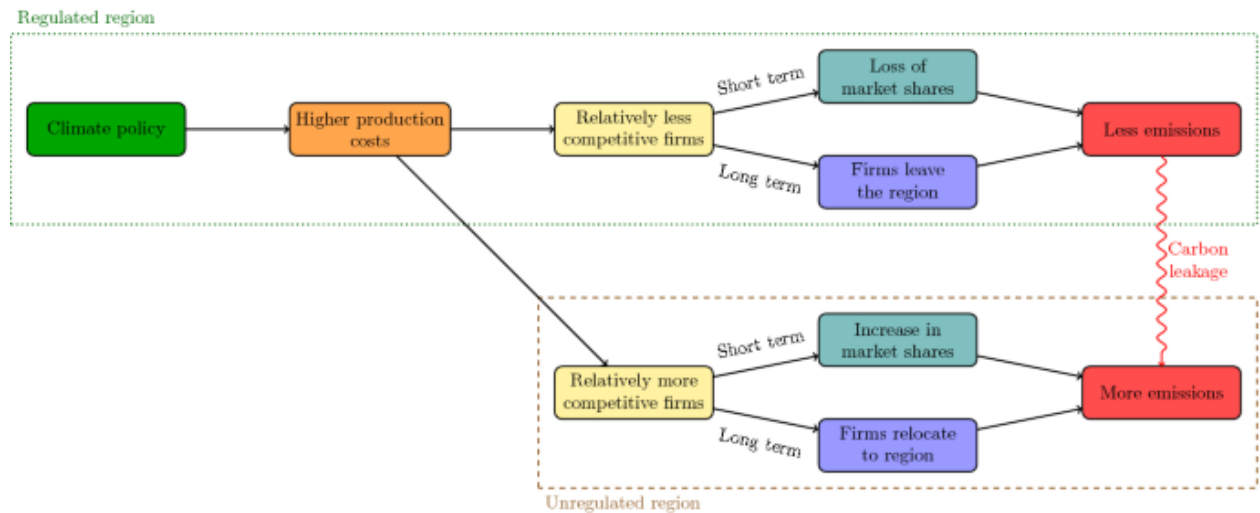 Regulated region
Climate policy
Higher production
costs
Relatively less
competitive firms
Short term
Long term
Loss of
market shares
Firms leave
the region
Less emissions
Carbon
leakage
Relatively more
competitive firms
Short term
Long term
Increase in
market shares
Firms relocate
to region
More emissions
Unregulated region